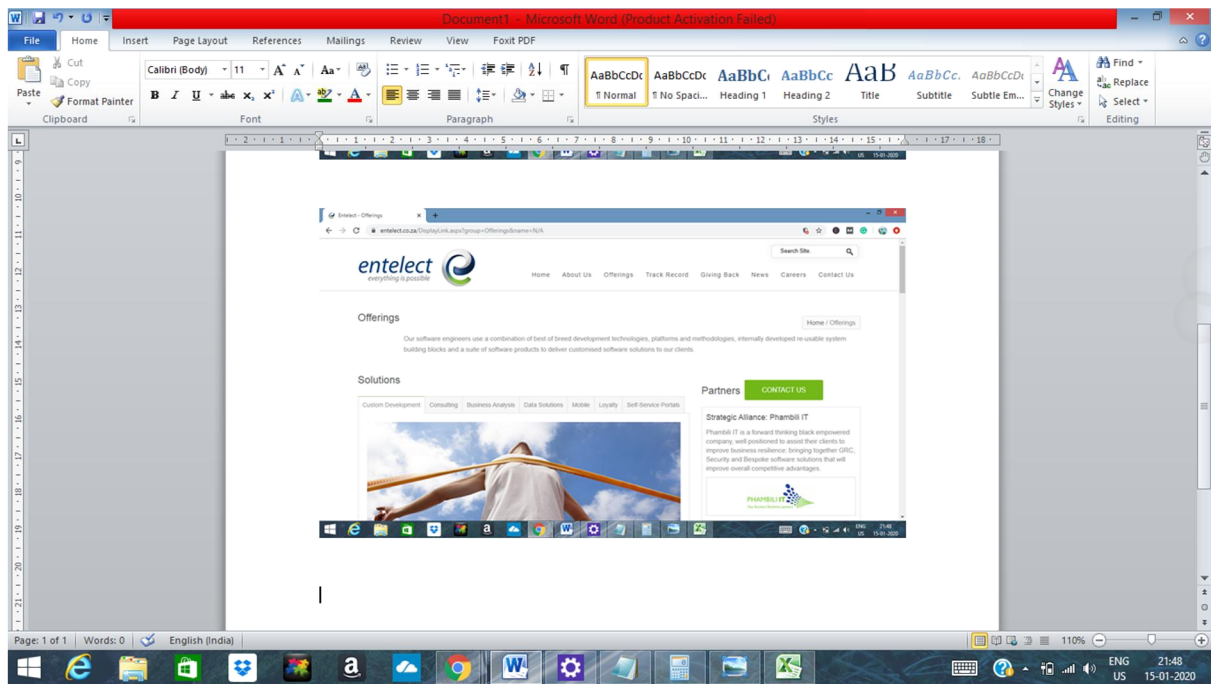 Document1 - Microsoft Word (Product Activation Failed)
File Home Insert Page Layout References Mailings Review View Foxit PDF
Cut
Copy
Format Painter
Paste
Calibri (Body) 11
AaBbCcDc AaBbCcDc AaBbC AaBbCc AaB AaBbCc. AaBbCcDc
¶ Normal ¶ No Spaci... Heading 1 Heading 2 Title Subtitle Subtle Em...
Change Styles
Find
Replace
Select
Clipboard Font Paragraph Styles Editing
US 15-01-2020
Entelect - Offerings
entelect.co.za/DisplayLink.aspx?group=Offerings&name=N/A
Search Site
entelect
everything is possible
Home About Us Offerings Track Record Giving Back News Careers Contact Us
Offerings
Home / Offerings
Our software engineers use a combination of best of breed development technologies, platforms and methodologies, internally developed re-usable system
building blocks and a suite of software products to deliver customised software solutions to our clients.
Solutions
Partners CONTACT US
Custom Development Consulting Business Analysis Data Solutions Mobile Loyalty Self-Service Portals
Strategic Alliance: Phambili IT
Phambili IT is a forward thinking black empowered
company, well positioned to assist their clients to
improve business resilience: bringing together GRC,
Security and Bespoke software solutions that will
improve overall competitive advantages.
PHAMBILI IT
ENG 21:48
US 15-01-2020
Page: 1 of 1 Words: 0 English (India) 110%
ENG 21:48
US 15-01-2020